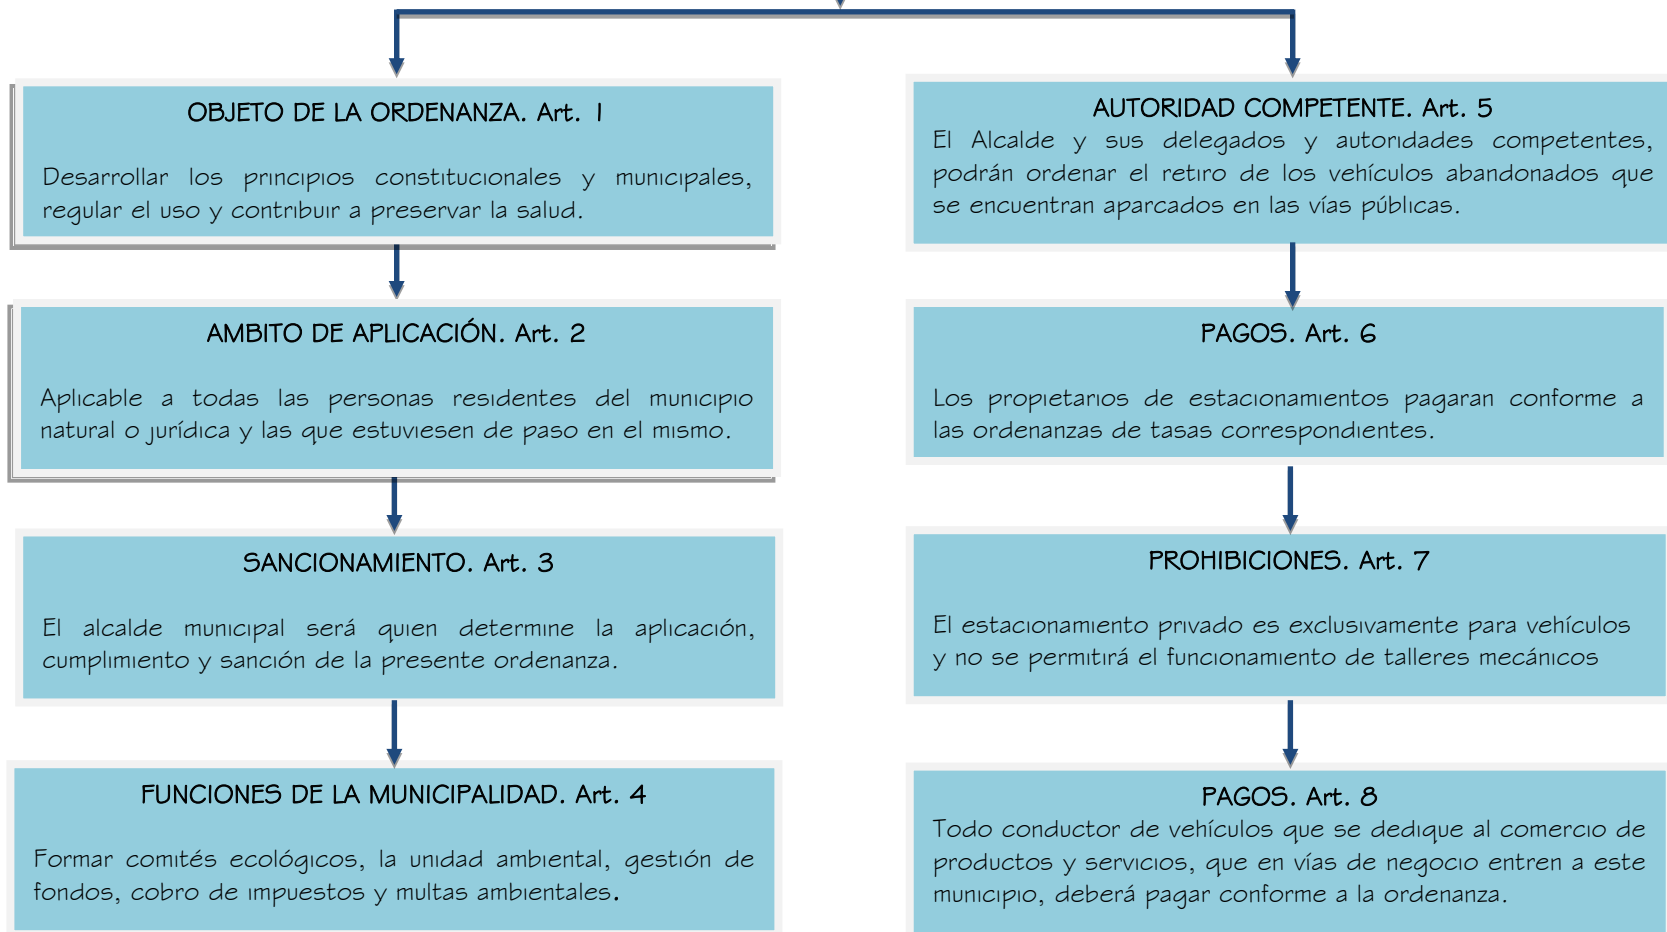 OBJETO DE LA ORDENANZA. Art. 1
Desarrollar los principios constitucionales y municipales,
regular el uso y contribuir a preservar la salud.
AMBITO DE APLICACIÓN. Art. 2
Aplicable a todas las personas residentes del municipio
natural o jurídica y las que estuviesen de paso en el mismo.
SANCIONAMIENTO. Art. 3
El alcalde municipal será quien determine la aplicación,
cumplimiento y sanción de la presente ordenanza.
FUNCIONES DE LA MUNICIPALIDAD. Art. 4
Formar comités ecológicos, la unidad ambiental, gestión de
fondos, cobro de impuestos y multas ambientales.
AUTORIDAD COMPETENTE. Art. 5
El Alcalde y sus delegados y autoridades competentes,
podrán ordenar el retiro de los vehículos abandonados que
se encuentran aparcados en las vías públicas.
PAGOS. Art. 6
Los propietarios de estacionamientos pagaran conforme a
las ordenanzas de tasas correspondientes.
PROHIBICIONES. Art. 7
El estacionamiento privado es exclusivamente para vehículos
y no se permitirá el funcionamiento de talleres mecánicos
PAGOS. Art. 8
Todo conductor de vehículos que se dedique al comercio de
productos y servicios, que en vías de negocio entren a este
municipio, deberá pagar conforme a la ordenanza.